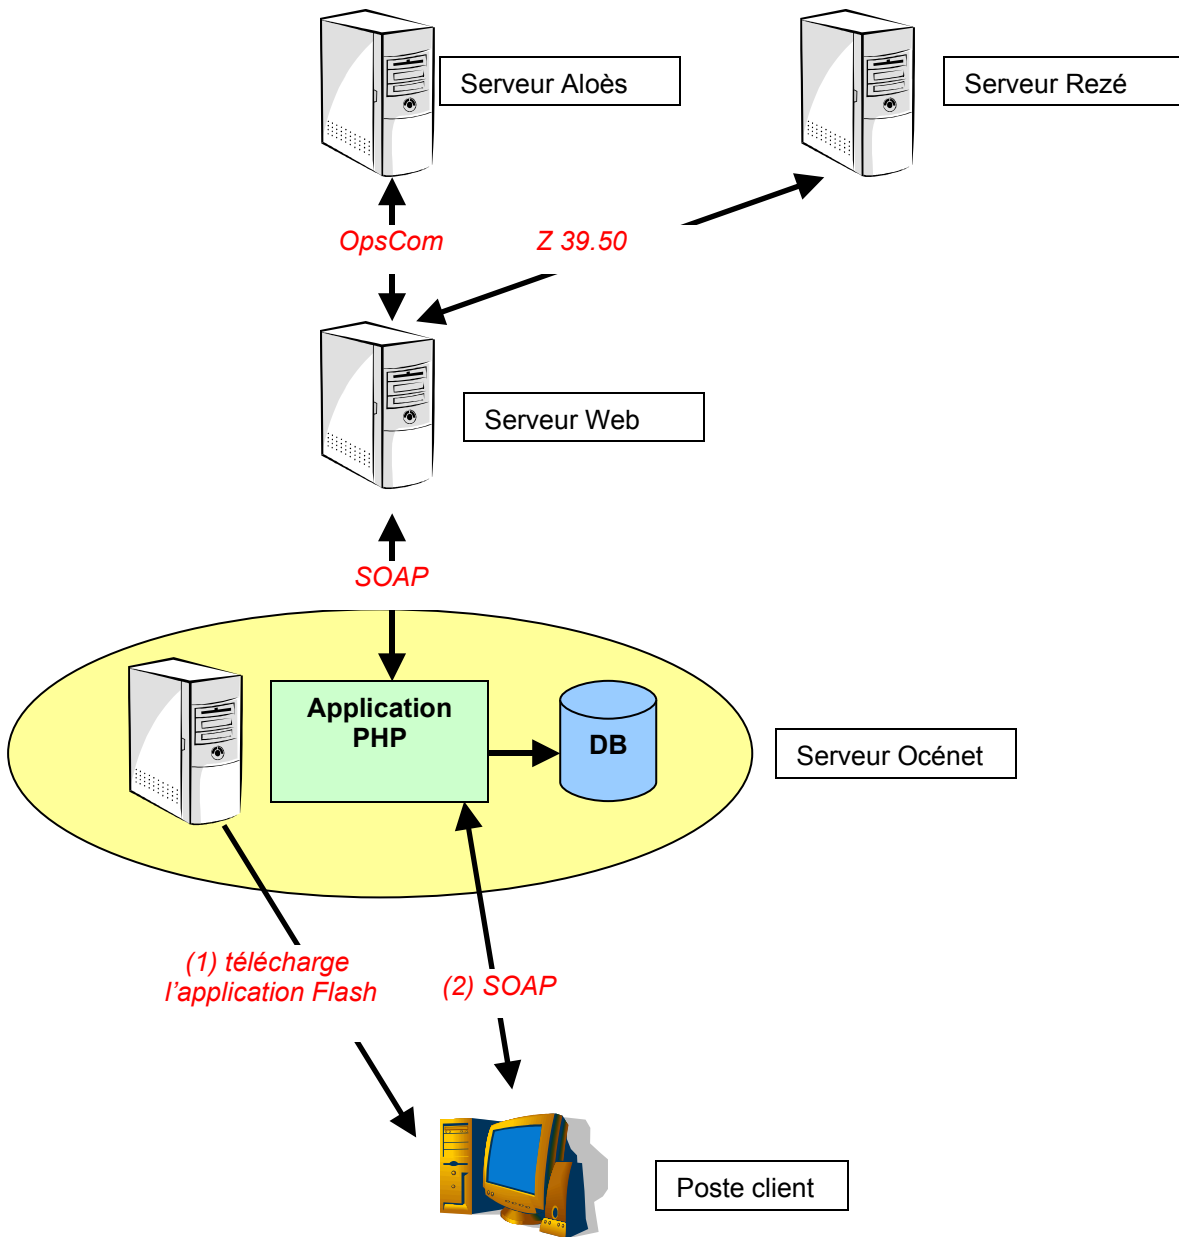 Serveur Aloès
Serveur Rezé
OpsCom
Z 39.50
Serveur Web
SOAP
Application
PHP
DB
Serveur Océnet
(1) télécharge
l’application Flash
(2) SOAP
Poste client